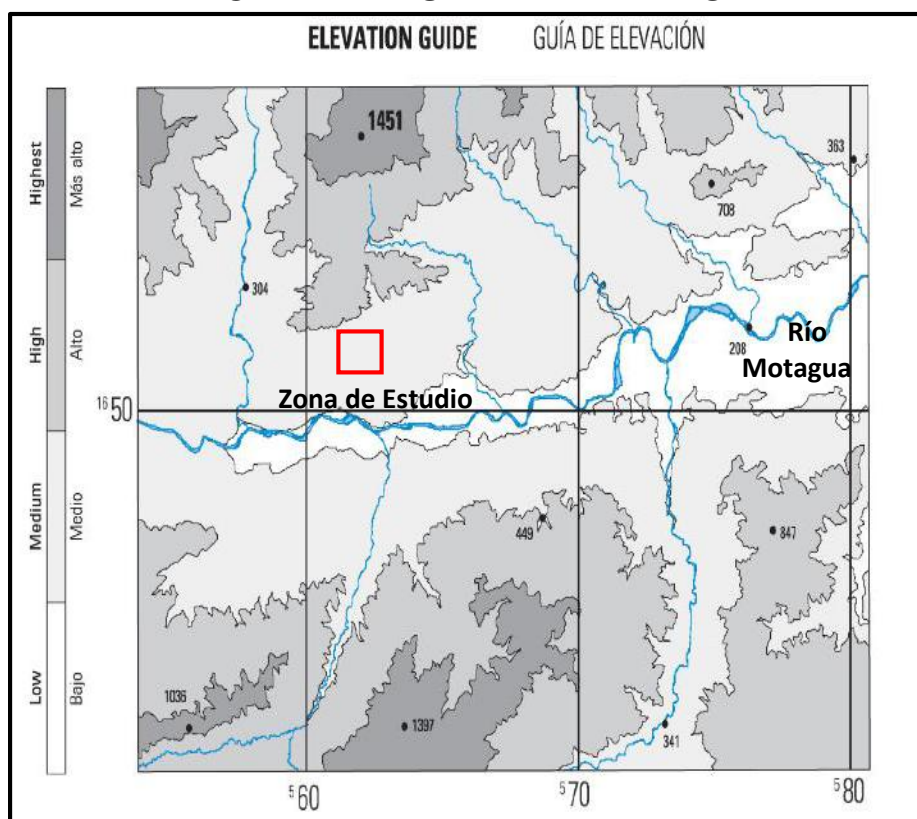 ELEVATION GUIDE GUÍA DE ELEVACIÓN
Highest
Más alto
High
Alto
Medium
Medio
Low
Bajo
1451
363
708
304
208
Río
Motagua
Zona de Estudio
16 50
449
847
1036
1397
341
5 60
5 70
5 80